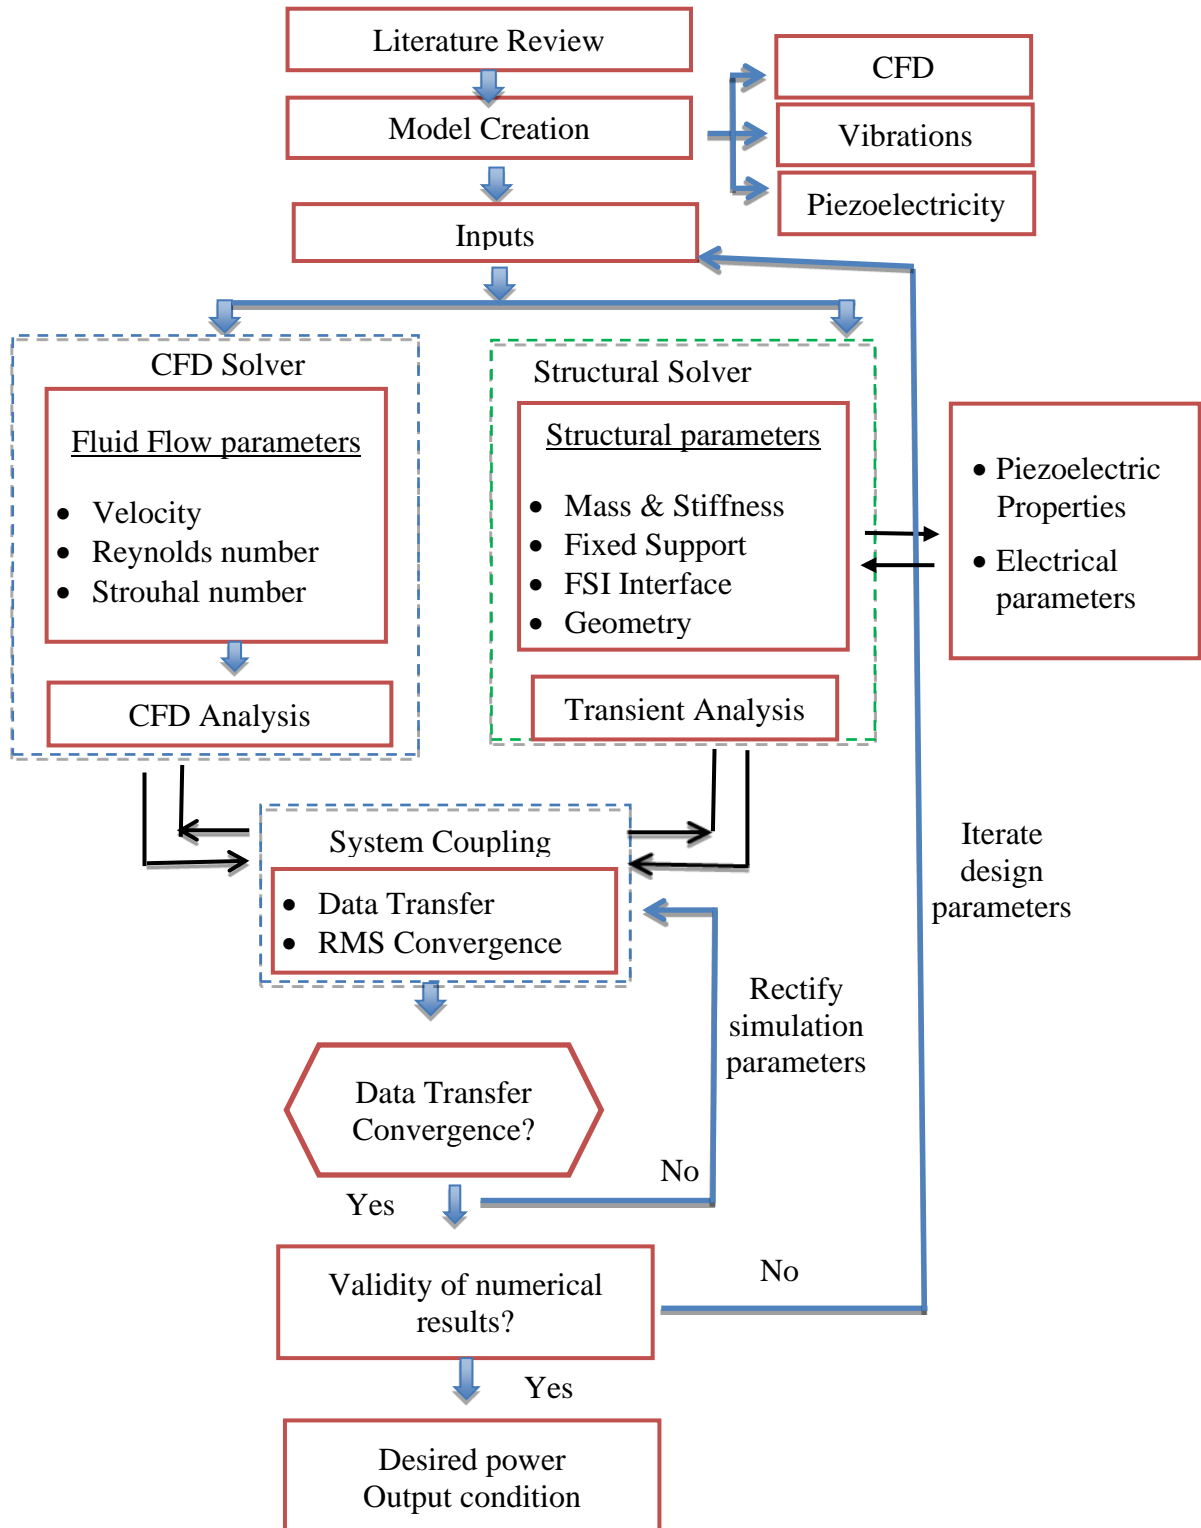 Literature Review
CFD
Model Creation
Vibrations
Piezoelectricity
Inputs
CFD Solver
Fluid Flow parameters
• Velocity
• Reynolds number
• Strouhal number
CFD Analysis
Structural Solver
Structural parameters
• Mass & Stiffness
• Fixed Support
• FSI Interface
• Geometry
Transient Analysis
• Piezoelectric
Properties
• Electrical
parameters
System Coupling
• Data Transfer
• RMS Convergence
Iterate
design
parameters
Rectify
simulation
parameters
Data Transfer
Convergence?
No
Yes
Validity of numerical
results?
No
Yes
Desired power
Output condition